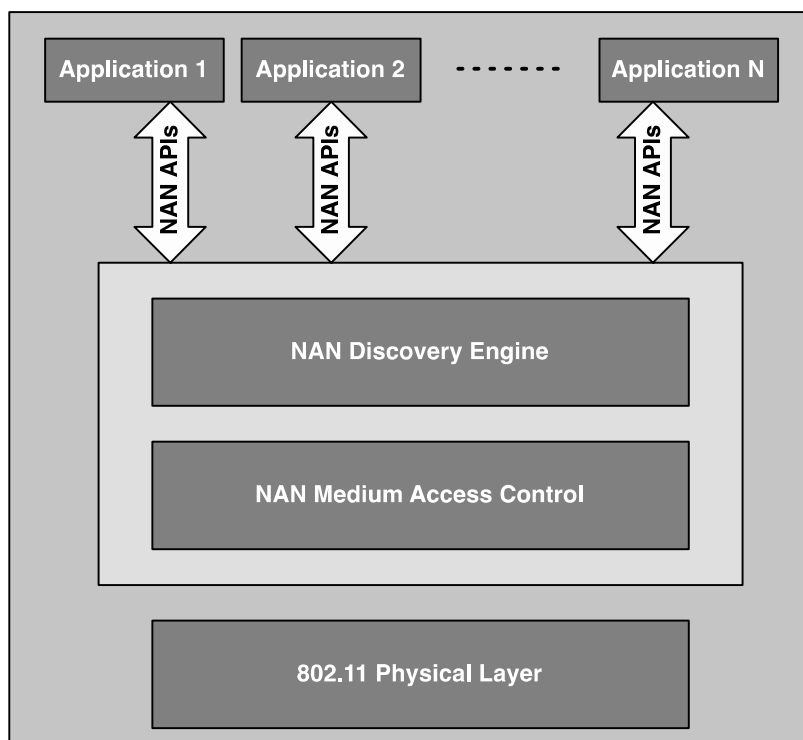 Application 1
Application 2
Application N
NAN APIs
NAN APIs
NAN APIs
NAN Discovery Engine
NAN Medium Access Control
802.11 Physical Layer